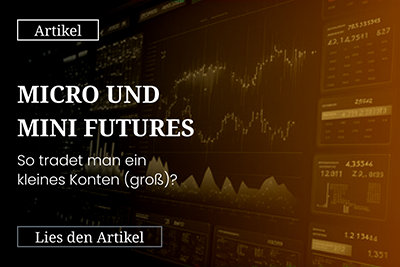 Artikel
MICRO UND
MINI FUTURES
So tradet man ein
kleines Konten (groß)?
Lies den Artikel